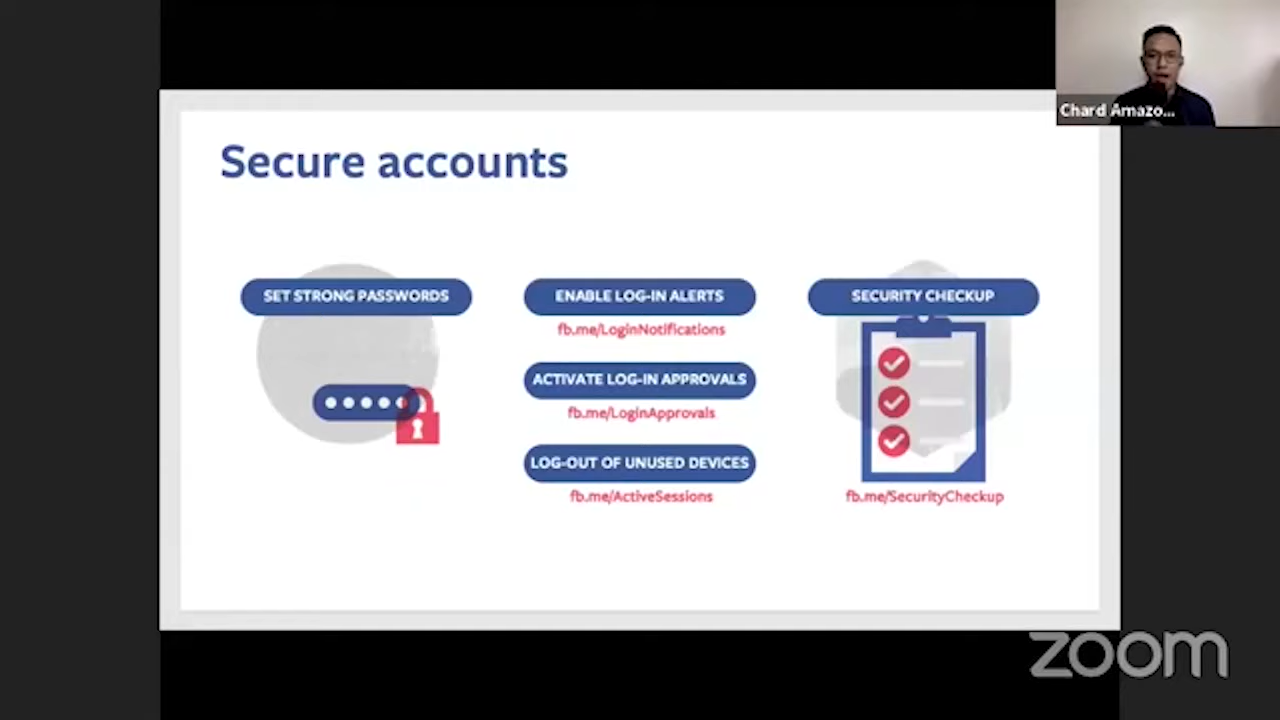 Chard Amazo...
Secure accounts
SET STRONG PASSWORDS
ENABLE LOG-IN ALERTS
fb.me/LoginNotifications
ACTIVATE LOG-IN APPROVALS
fb.me/LoginApprovals
LOG-OUT OF UNUSED DEVICES
fb.me/ActiveSessions
SECURITY CHECKUP
fb.me/SecurityCheckup
zoom